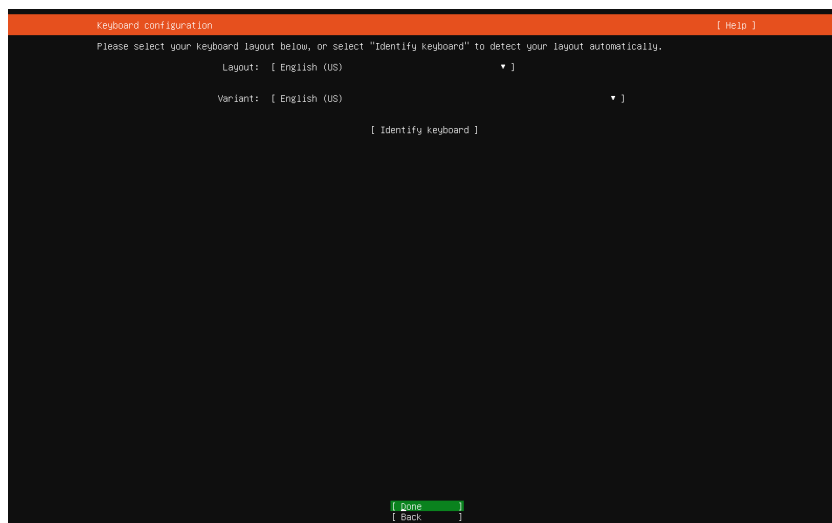 Keyboard configuration [ Help ]
Please select your keyboard layout below, or select "Identify keyboard" to detect your layout automatically.
Layout: [ English (US) ▾ ]
Variant: [ English (US) ▾ ]
[ Identify keyboard ]
[ Done ]
[ Back ]